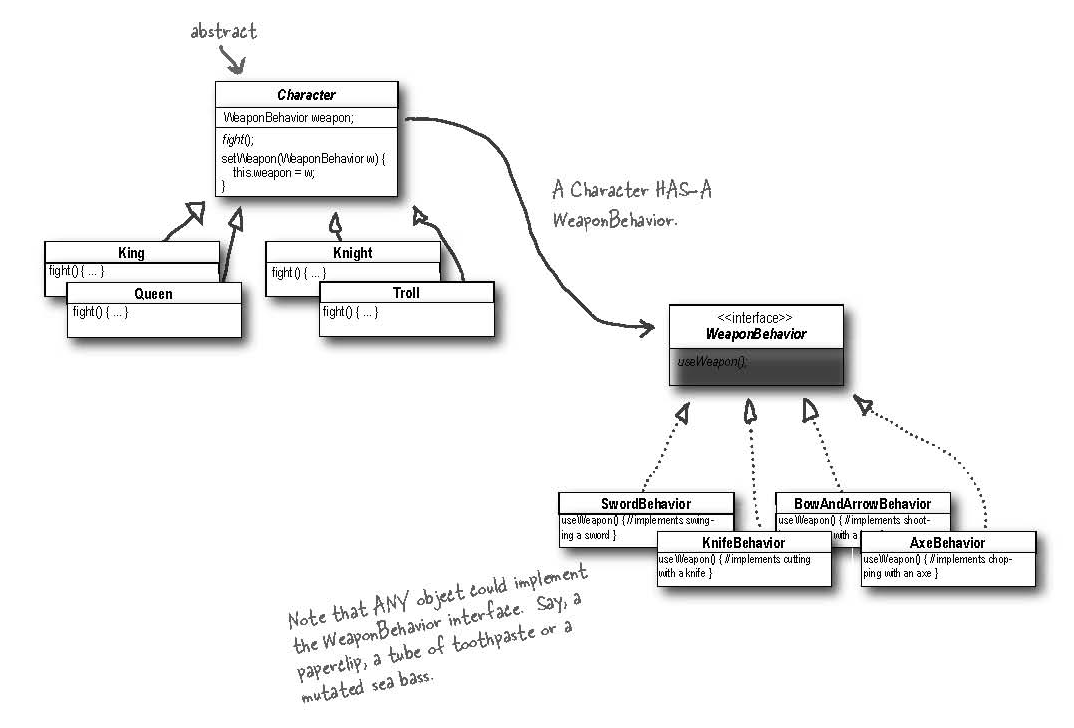 abstract
Character
WeaponBehavior weapon;
fight();
setWeapon(WeaponBehavior w) {
this.weapon = w;
}
A Character HAS-A
WeaponBehavior.
King
fight() { ... }
Queen
fight() { ... }
Knight
fight() { ... }
Troll
fight() { ... }
<<interface>>
WeaponBehavior
useWeapon();
SwordBehavior
useWeapon() { //implements swing-
ing a sword }
BowAndArrowBehavior
useWeapon() { //implements shoot-
with a
KnifeBehavior
useWeapon() { //implements cutting
with a knife }
AxeBehavior
useWeapon() { //implements chop-
pping with an axe }
Note that ANY object could implement
the WeaponBehavior interface. Say, a
paperclip, a tube of toothpaste or a
mutated sea bass.